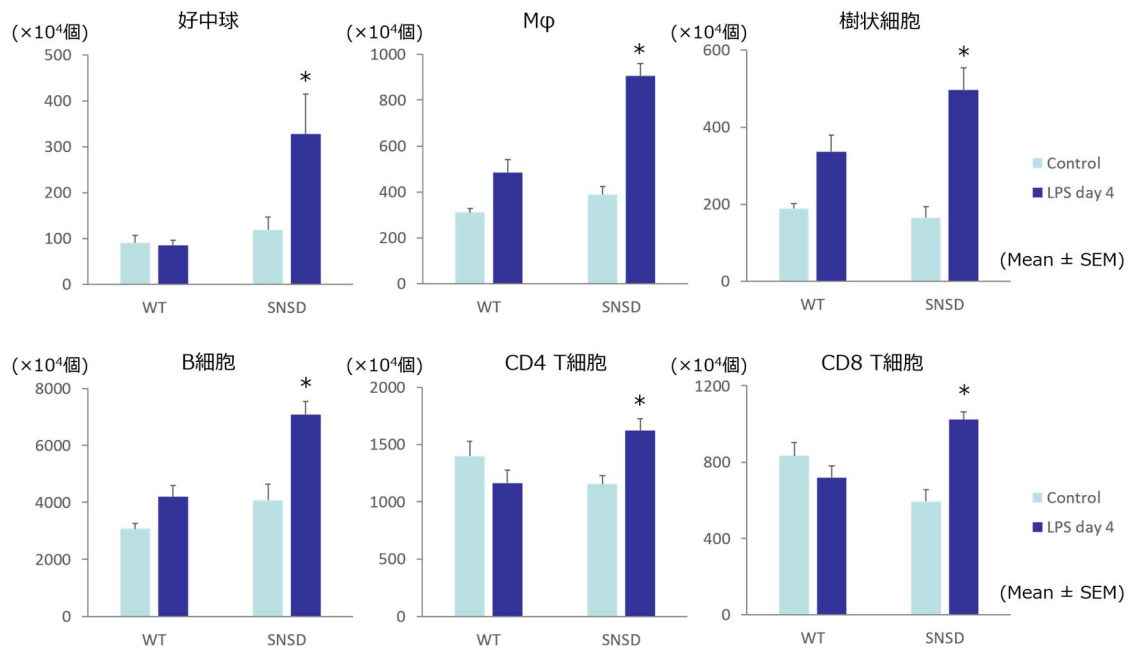 好中球
(×10⁴個)
500
400
300
200
100
0
*
WT
SNSD
Mφ
(×10⁴個)
1000
800
600
400
200
0
*
WT
SNSD
樹状細胞
(×10⁴個)
600
400
200
0
*
WT
SNSD
Control
LPS day 4
(Mean ± SEM)
B細胞
(×10⁴個)
8000
6000
4000
2000
0
*
WT
SNSD
CD4 T細胞
(×10⁴個)
2000
1500
1000
500
0
*
WT
SNSD
CD8 T細胞
(×10⁴個)
1200
800
400
0
*
WT
SNSD
Control
LPS day 4
(Mean ± SEM)